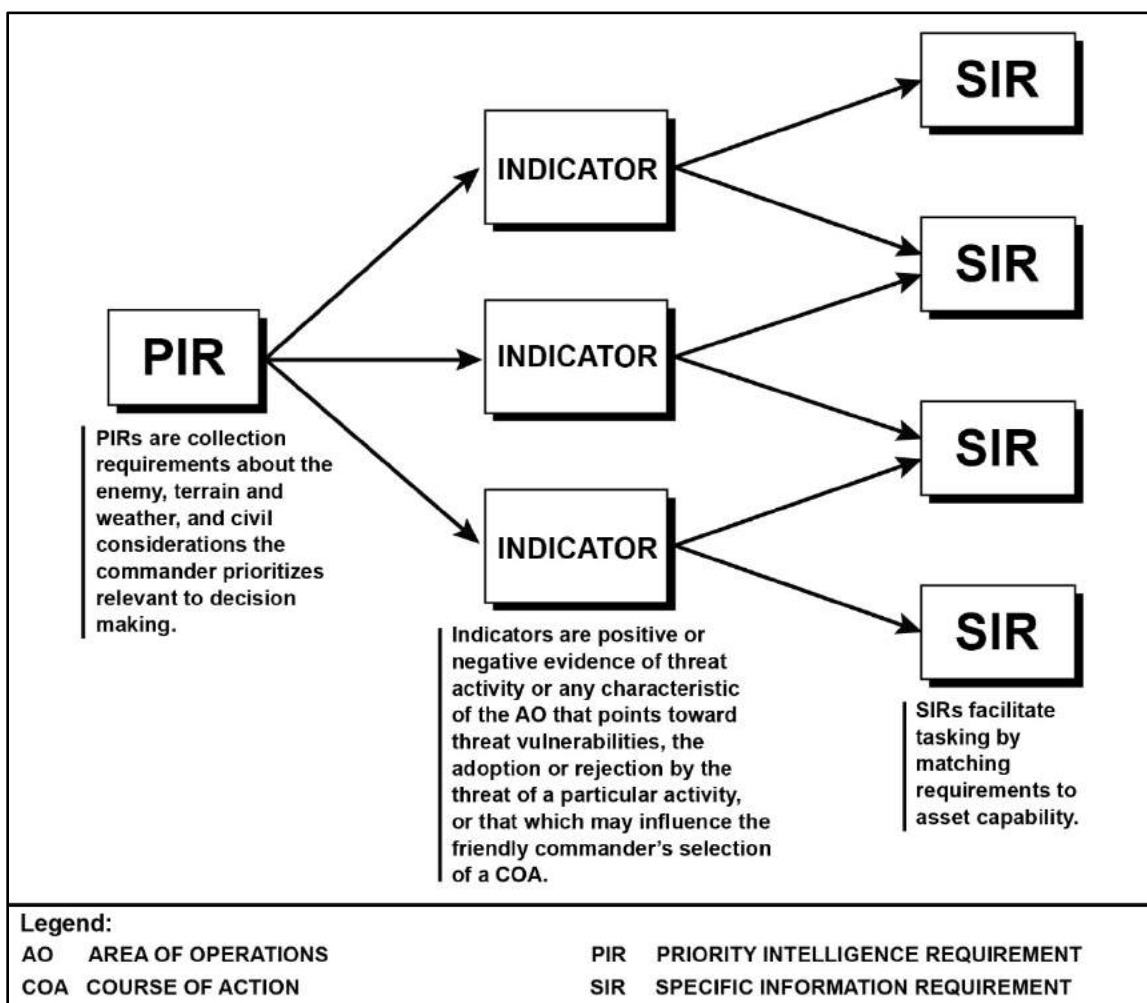 SIR
INDICATOR
SIR
INDICATOR
PIR
PIRs are collection
requirements about the
enemy, terrain and
weather, and civil
considerations the
commander prioritizes
relevant to decision
making.
SIR
INDICATOR
Indicators are positive or
negative evidence of threat
activity or any characteristic
of the AO that points toward
threat vulnerabilities, the
adoption or rejection by the
threat of a particular activity,
or that which may influence the
friendly commander's selection
of a COA.
SIR
SIRs facilitate
tasking by
matching
requirements to
asset capability.
Legend:
AO AREA OF OPERATIONS
PIR PRIORITY INTELLIGENCE REQUIREMENT
COA COURSE OF ACTION
SIR SPECIFIC INFORMATION REQUIREMENT